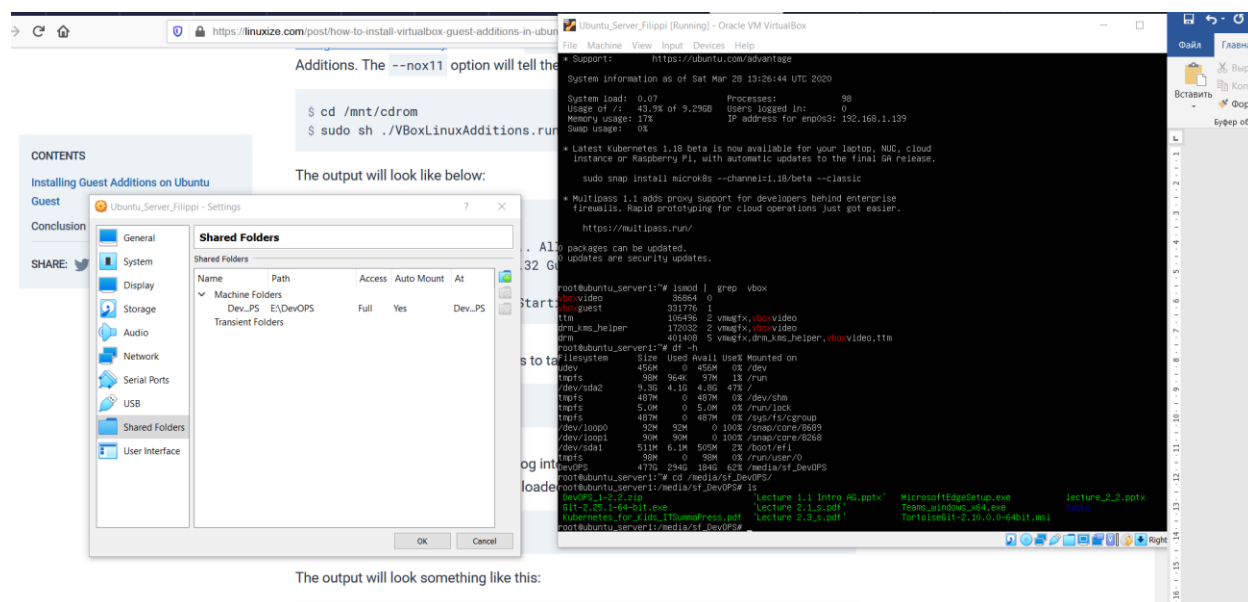 https://linuxize.com/post/how-to-install-virtualbox-guest-additions-in-ubun
Additions. The --nox11 option will tell the
$ cd /mnt/cdrom
$ sudo sh ./VBoxLinuxAdditions.run
The output will look like below:
CONTENTS
Installing Guest Additions on Ubuntu
Guest
Conclusion
SHARE:
.. All
.32 Gu
Starti
s to ta
og into
loaded
The output will look something like this:
Ubuntu_Server_Filippi - Settings
General
System
Display
Storage
Audio
Network
Serial Ports
USB
Shared Folders
User Interface
Shared Folders
Shared Folders
Name Path Access Auto Mount At
Machine Folders
Dev...PS E:\DevOPS Full Yes Dev...PS
Transient Folders
OK Cancel
Ubuntu_Server_Filippi [Running] - Oracle VM VirtualBox
File Machine View Input Devices Help
* Support: https://ubuntu.com/advantage
System information as of Sat Mar 28 13:26:44 UTC 2020
System load: 0.07 Processes: 98
Usage of /: 43.9% of 9.29GB Users logged in: 0
Memory usage: 17% IP address for enp0s3: 192.168.1.139
Swap usage: 0%
* Latest Kubernetes 1.18 beta is now available for your laptop, NUC, cloud
instance or Raspberry Pi, with automatic updates to the final GA release.
sudo snap install microk8s --channel=1.18/beta --classic
* Multipass 1.1 adds proxy support for developers behind enterprise
firewalls. Rapid prototyping for cloud operations just got easier.
https://multipass.run/
0 packages can be updated.
0 updates are security updates.
root@ubuntu_server1:~# lsmod | grep vbox
vboxvideo 36864 0
vboxguest 331776 1
ttm 106496 2 vmwgfx,vboxvideo
drm_kms_helper 172032 2 vmwgfx,vboxvideo
drm 401408 5 vmwgfx,drm_kms_helper,vboxvideo,ttm
root@ubuntu_server1:~# df -h
Filesystem Size Used Avail Use% Mounted on
udev 456M 0 456M 0% /dev
tmpfs 98M 964K 97M 1% /run
/dev/sda2 9.3G 4.1G 4.8G 47% /
tmpfs 487M 0 487M 0% /dev/shm
tmpfs 5.0M 0 5.0M 0% /run/lock
tmpfs 487M 0 487M 0% /sys/fs/cgroup
/dev/loop0 92M 92M 0 100% /snap/core/8689
/dev/loop1 90M 90M 0 100% /snap/core/8268
/dev/sda1 511M 6.1M 505M 2% /boot/efi
tmpfs 98M 0 98M 0% /run/user/0
DevOPS 477G 294G 184G 62% /media/sf_DevOPS
root@ubuntu_server1:~# cd /media/sf_DevOPS/
root@ubuntu_server1:/media/sf_DevOPS# ls
DevOPS_1-2.2.zip 'Lecture 1.1 Intro AG.pptx' MicrosoftEdgeSetup.exe lecture_2_2.pptx
Git-2.25.1-64-bit.exe 'Lecture 2.1_s.pdf' Teams_windows_x64.exe tasks
Kubernetes_for_Kids_ITSummaPress.pdf 'Lecture 2.3_s.pdf' TortoiseGit-2.10.0.0-64bit.msi
root@ubuntu_server1:/media/sf_DevOPS# _
Right
Файл Главн
Вставить
Выр
Коп
Фор
Буфер об